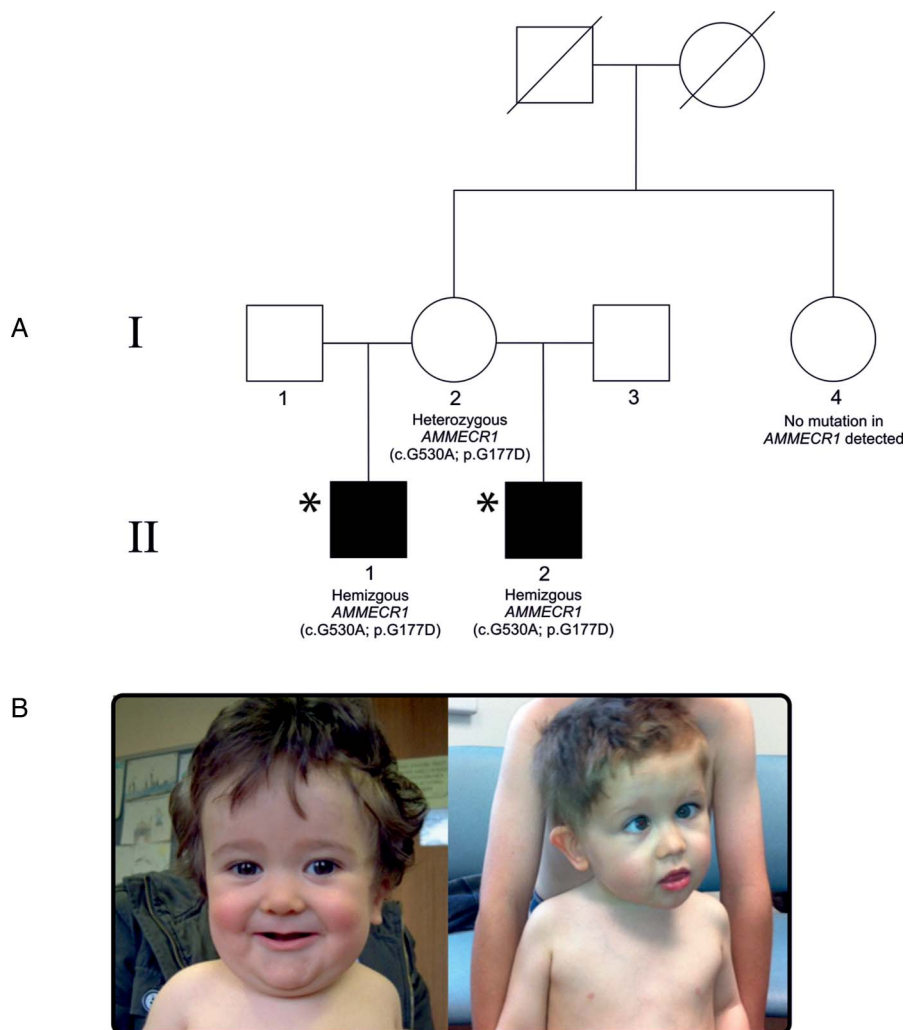 A
I
1
2
Heterozygous
AMMECR1
(c.G530A; p.G177D)
3
4
No mutation in
AMMECR1 detected
II
*
1
Hemizgous
AMMECR1
(c.G530A; p.G177D)
*
2
Hemizgous
AMMECR1
(c.G530A; p.G177D)
B